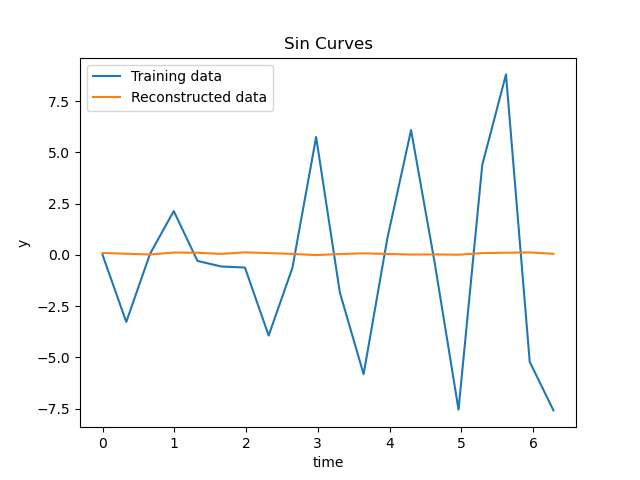 Sin Curves
Training data
Reconstructed data
7.5
5.0
2.5
0.0
−2.5
−5.0
−7.5
y
0 1 2 3 4 5 6
time